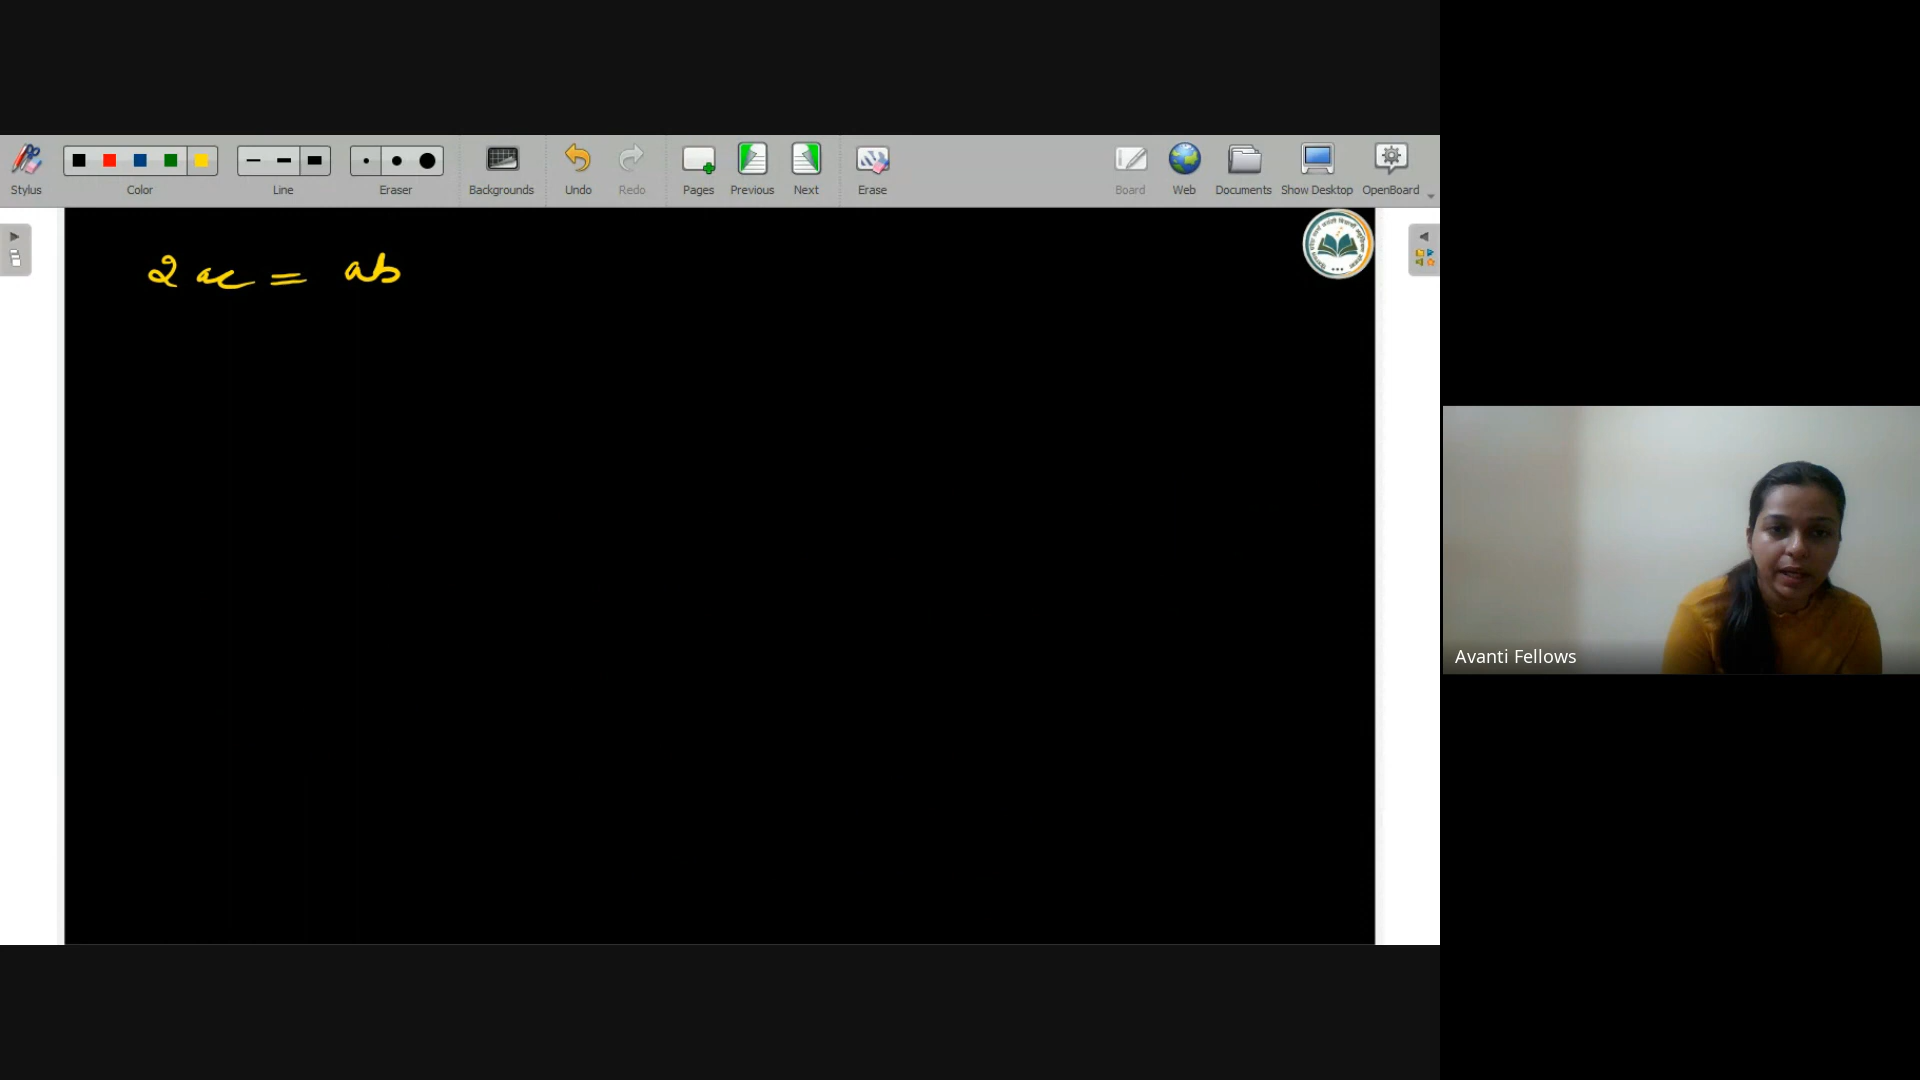 Stylus
Color
Line
Eraser
Backgrounds
Undo
Redo
Pages
Previous
Next
Erase
Board
Web
Documents
Show Desktop
OpenBoard
2 ac = ab
Avanti Fellows